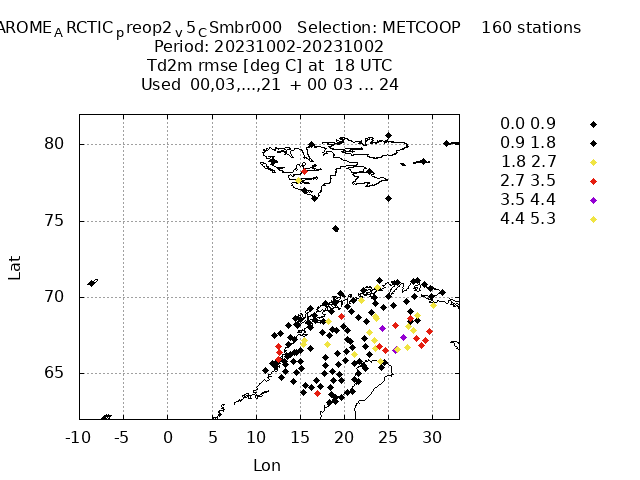 AROME_A RCTIC_p reop2_v 5_C Smbr000 Selection: METCOOP 160 stations
Period: 20231002-20231002
Td2m rmse [deg C] at 18 UTC
Used 00,03,...,21 + 00 03 ... 24
0.0 0.9
0.9 1.8
1.8 2.7
2.7 3.5
3.5 4.4
4.4 5.3
80
75
70
65
Lat
-10 -5 0 5 10 15 20 25 30
Lon